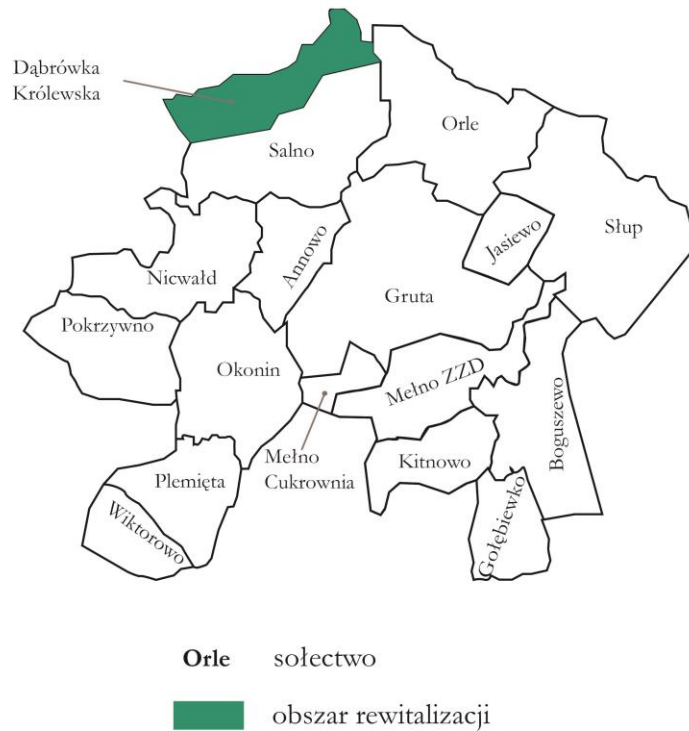 Dąbrówka
Królewska
Orle
Salno
Słup
Jasiewo
Annowo
Nicwałd
Gruta
Pokrzywno
Okonin
Mełno ZZD
Boguszewo
Mełno
Cukrownia
Kitnowo
Plemięta
Gołębiewko
Wiktorowo
Orle sołectwo
obszar rewitalizacji